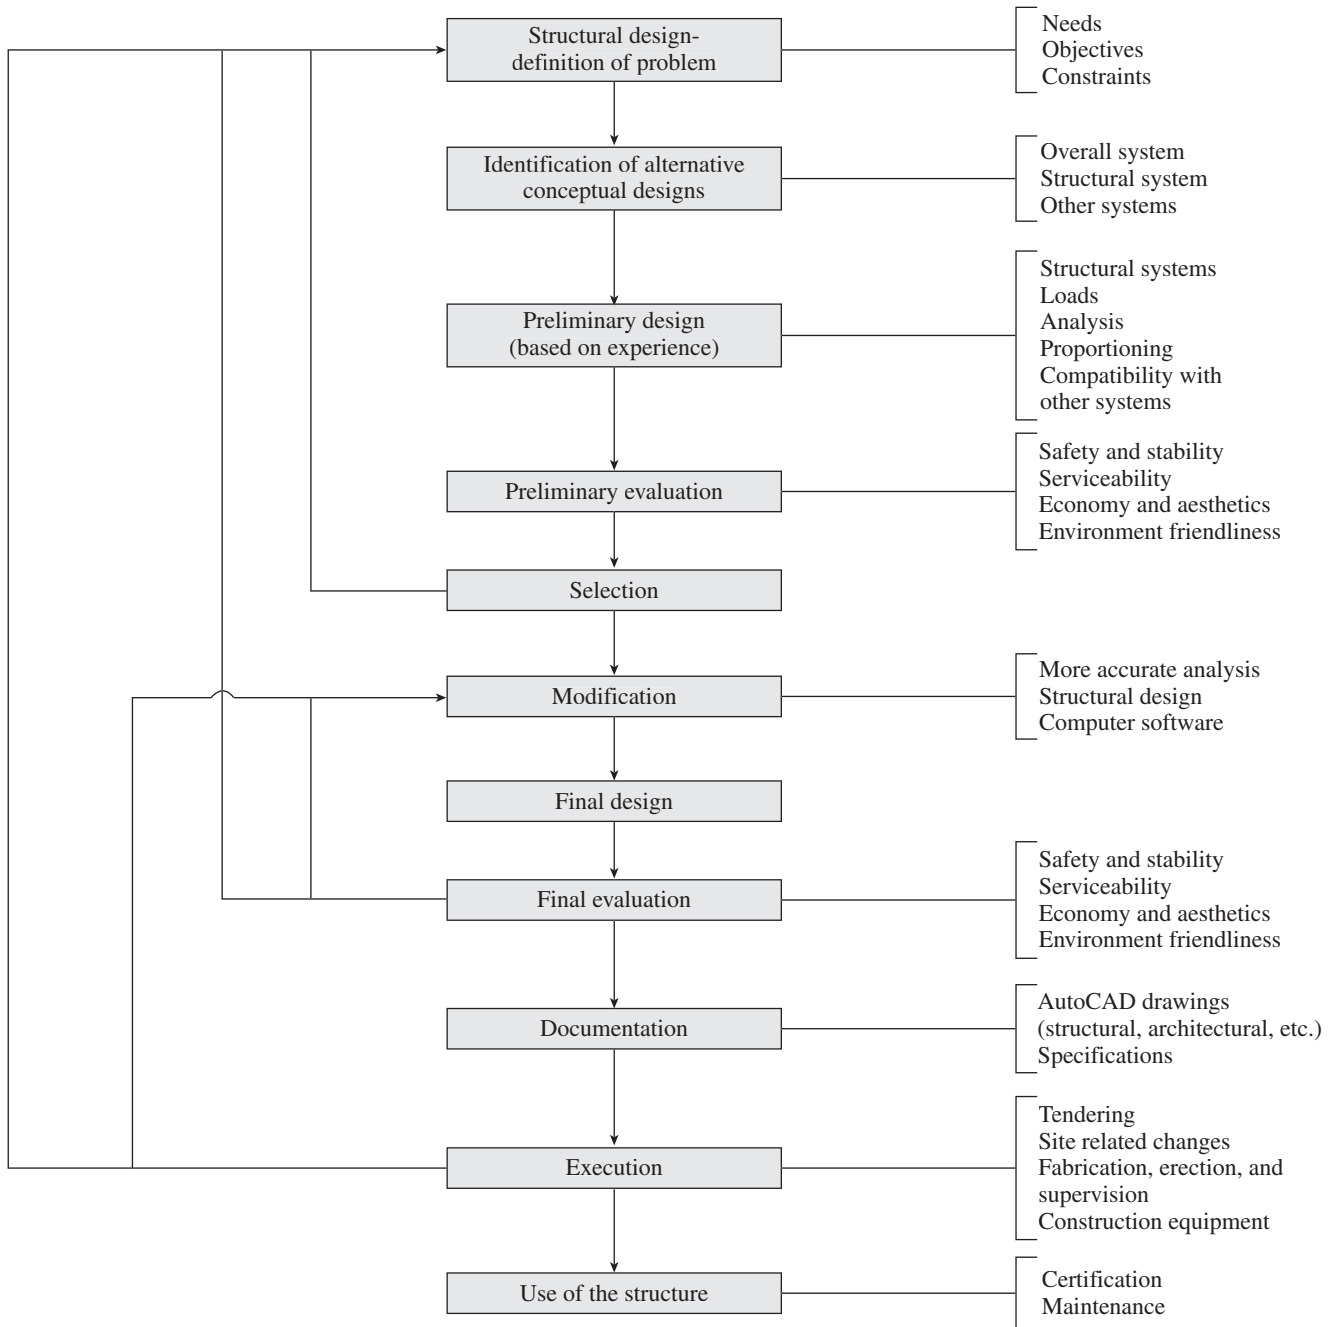 Structural design-
definition of problem
Needs
Objectives
Constraints
Identification of alternative
conceptual designs
Overall system
Structural system
Other systems
Preliminary design
(based on experience)
Structural systems
Loads
Analysis
Proportioning
Compatibility with
other systems
Preliminary evaluation
Safety and stability
Serviceability
Economy and aesthetics
Environment friendliness
Selection
Modification
More accurate analysis
Structural design
Computer software
Final design
Final evaluation
Safety and stability
Serviceability
Economy and aesthetics
Environment friendliness
Documentation
AutoCAD drawings
(structural, architectural, etc.)
Specifications
Execution
Tendering
Site related changes
Fabrication, erection, and
supervision
Construction equipment
Use of the structure
Certification
Maintenance